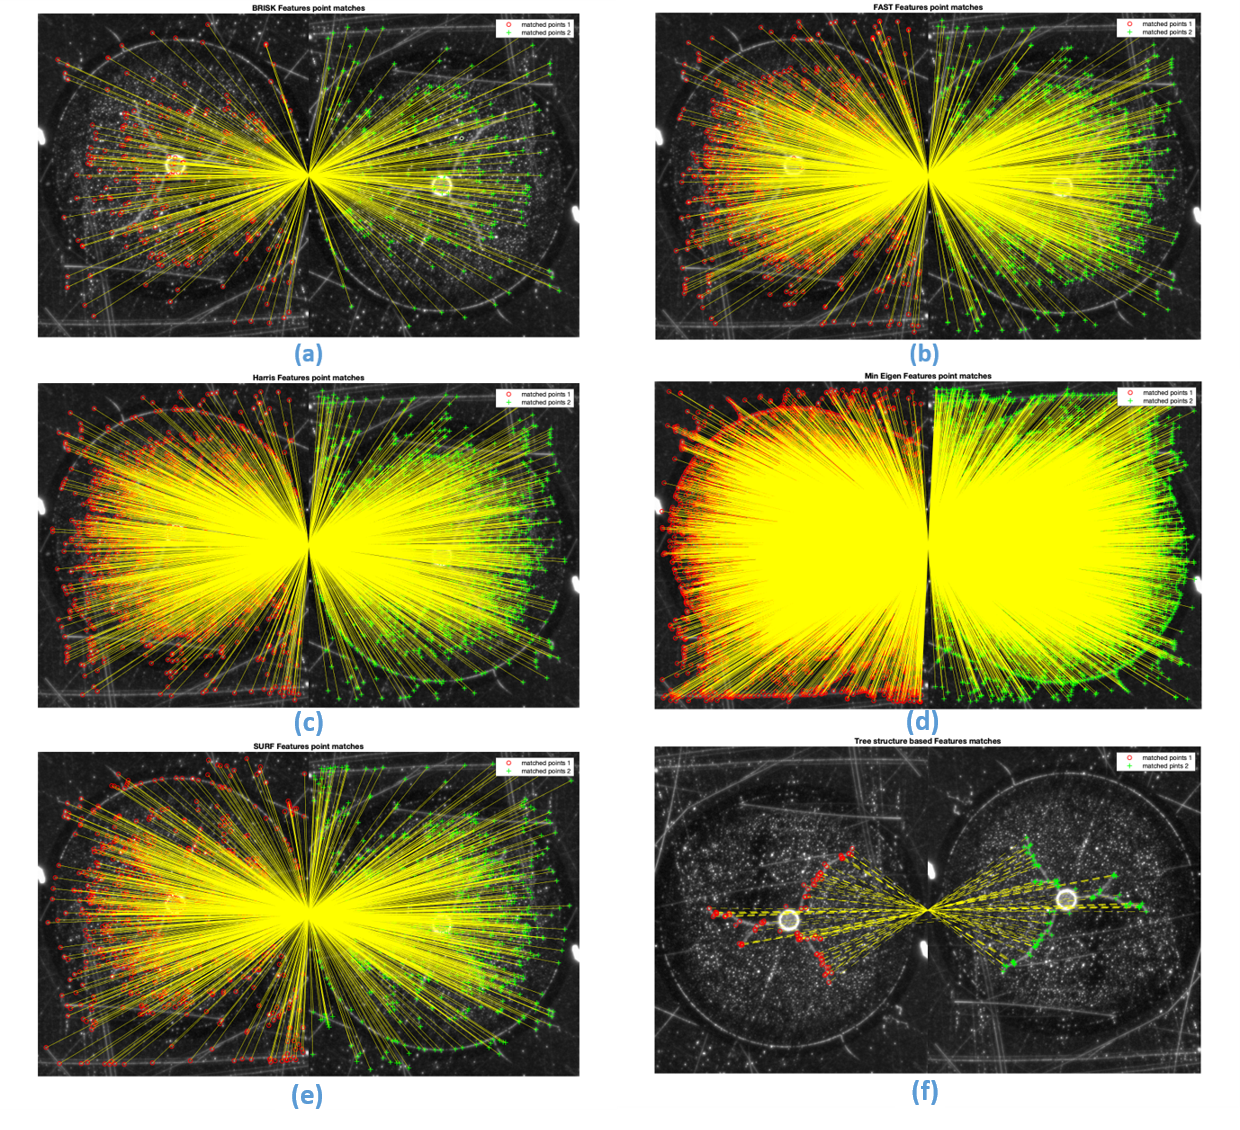 BRISK Features point matches
matched points 1
matched points 2
(a)
FAST Features point matches
matched points 1
matched points 2
(b)
Harris Features point matches
matched points 1
matched points 2
(c)
Min Eigen Features point matches
matched points 1
matched points 2
(d)
SURF Features point matches
matched points 1
matched points 2
(e)
Tree structure based Features matches
matched points 1
matched pints 2
(f)